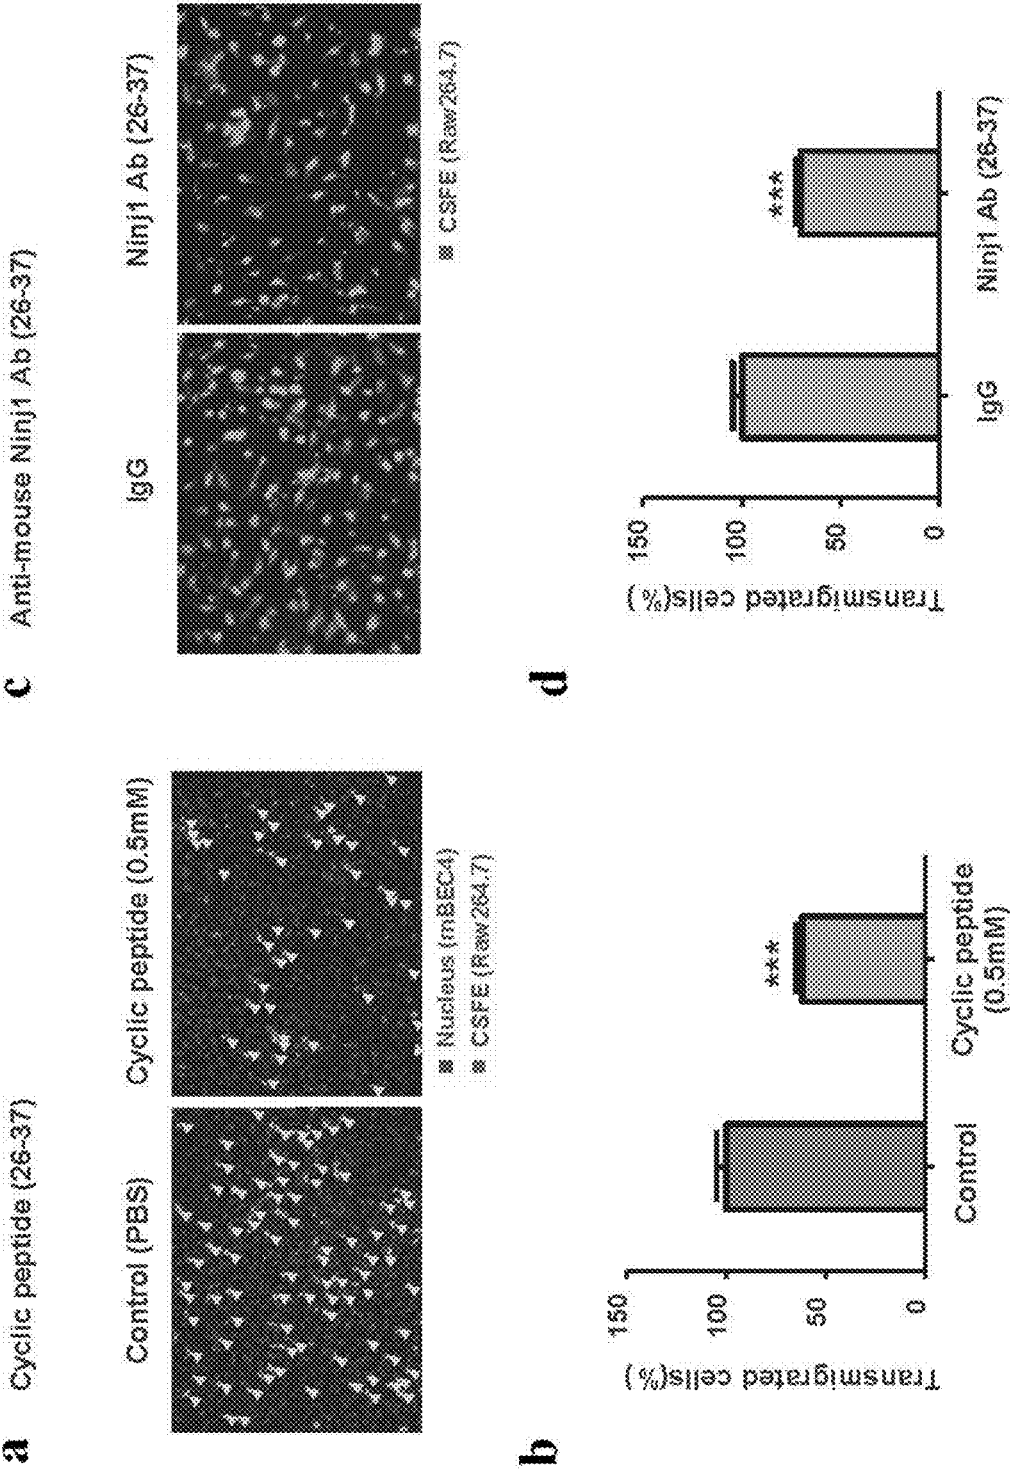 a Cyclic peptide (26-37)
Control (PBS)
Cyclic peptide (0.5mM)
■ Nucleus (mBEC4)
■ CSFE (Raw264.7)
b
Transmigrated cells(%)
150
100
50
0
***
Control
Cyclic peptide
(0.5mM)
c Anti-mouse Ninj1 Ab (26-37)
IgG
Ninj1 Ab (26-37)
■ CSFE (Raw264.7)
d
Transmigrated cells(%)
150
100
50
0
***
IgG
Ninj1 Ab (26-37)